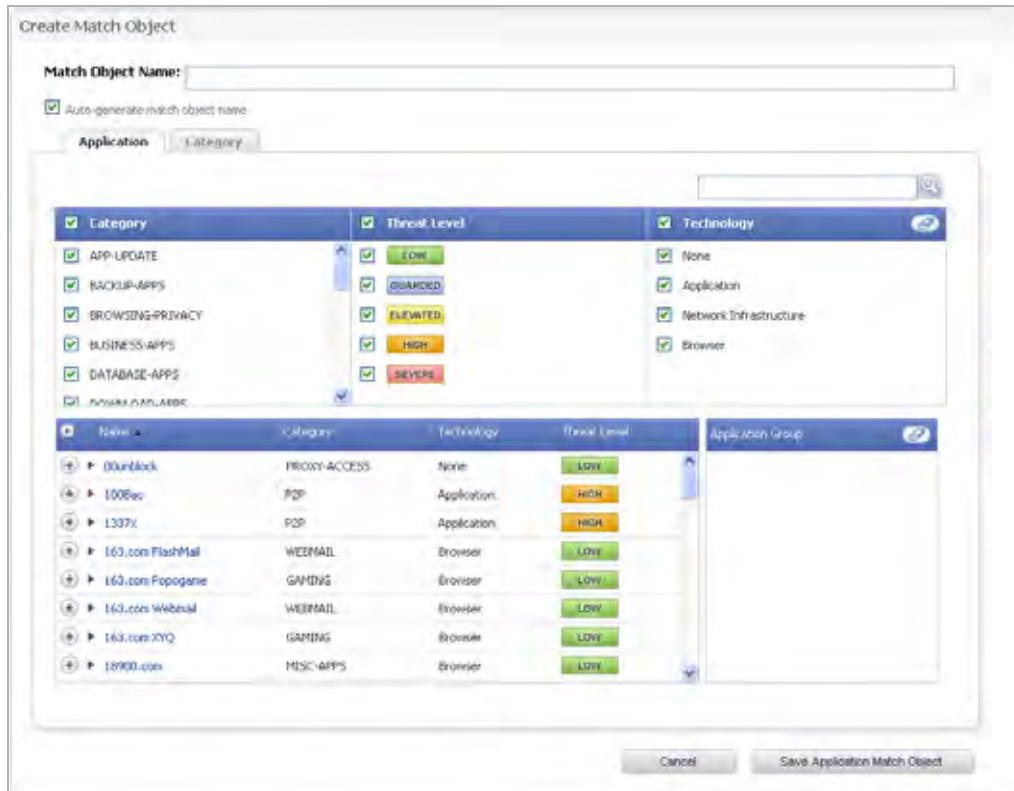 Create Match Object
Match Object Name:
Auto-generate match object name
Application
Category
Category
Threat Level
Technology
APP-UPDATE
LOW
None
BACKUP-APPS
GUARDED
Application
BROWSING-PRIVACY
ELEVATED
Network Infrastructure
BUSINESS-APPS
HIGH
Browser
DATABASE-APPS
SEVERE
DOWNLOAD-APPS
Name
Category
Technology
Threat Level
Application Group
00unblock
PROXY-ACCESS
None
LOW
100Bao
P2P
Application
HIGH
1337x
P2P
Application
HIGH
163.com FlashMail
WEBMAIL
Browser
LOW
163.com Popogame
GAMING
Browser
LOW
163.com Webmail
WEBMAIL
Browser
LOW
163.com XYQ
GAMING
Browser
LOW
18900.com
MISC-APPS
Browser
LOW
Cancel
Save Application Match Object